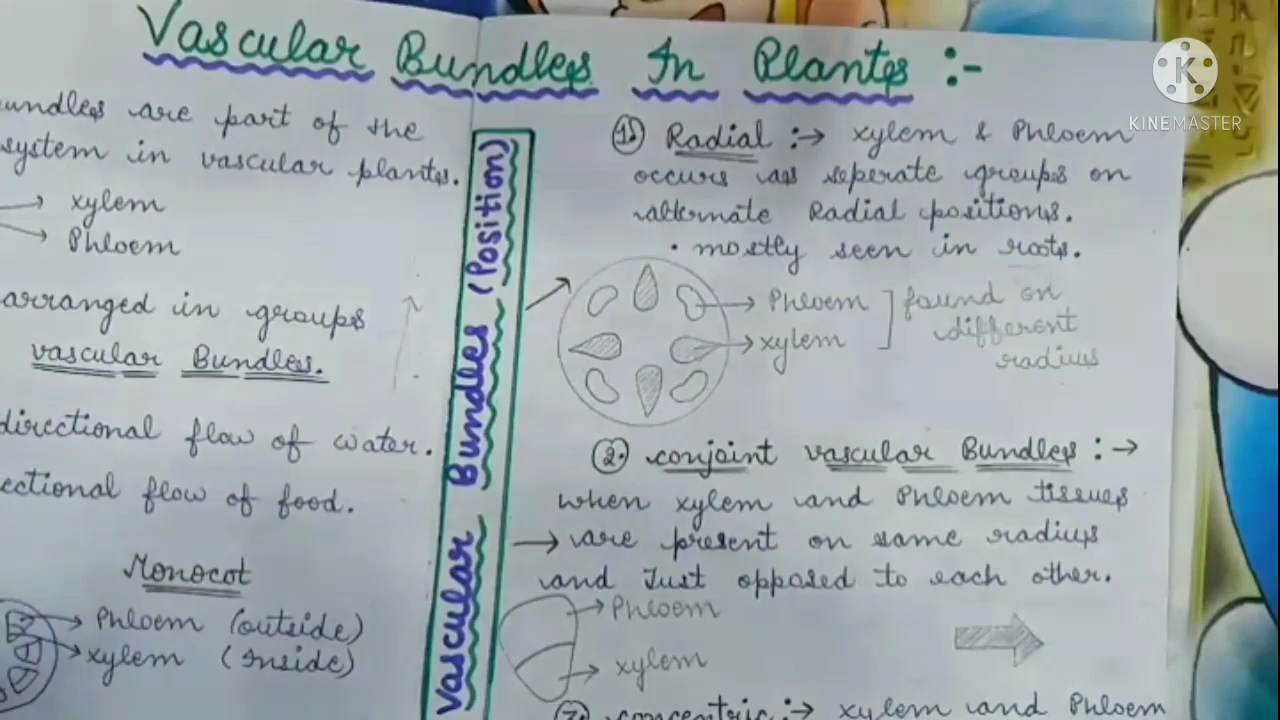 Vascular Bundles In Plants :-
KINEMASTER
undles are part of the
system in vascular plants.
→ xylem
→ Phloem
arranged in groups
vascular Bundles.
directional flow of water.
ectional flow of food.
Monocot
→ Phloem (outside)
→ xylem (Inside)
Vascular Bundles (Position)
1. Radial :→ xylem & Phloem
occurs as seperate groups on
alternate Radial positions.
• mostly seen in roots.
→ Phloem ] found on
→ xylem different
radius
2. conjoint vascular Bundles :→
when xylem and Phloem tissues
→ are present on same radius
and Just opposed to each other.
→ Phloem
→ xylem
3. concentric :→ xylem and Phloem